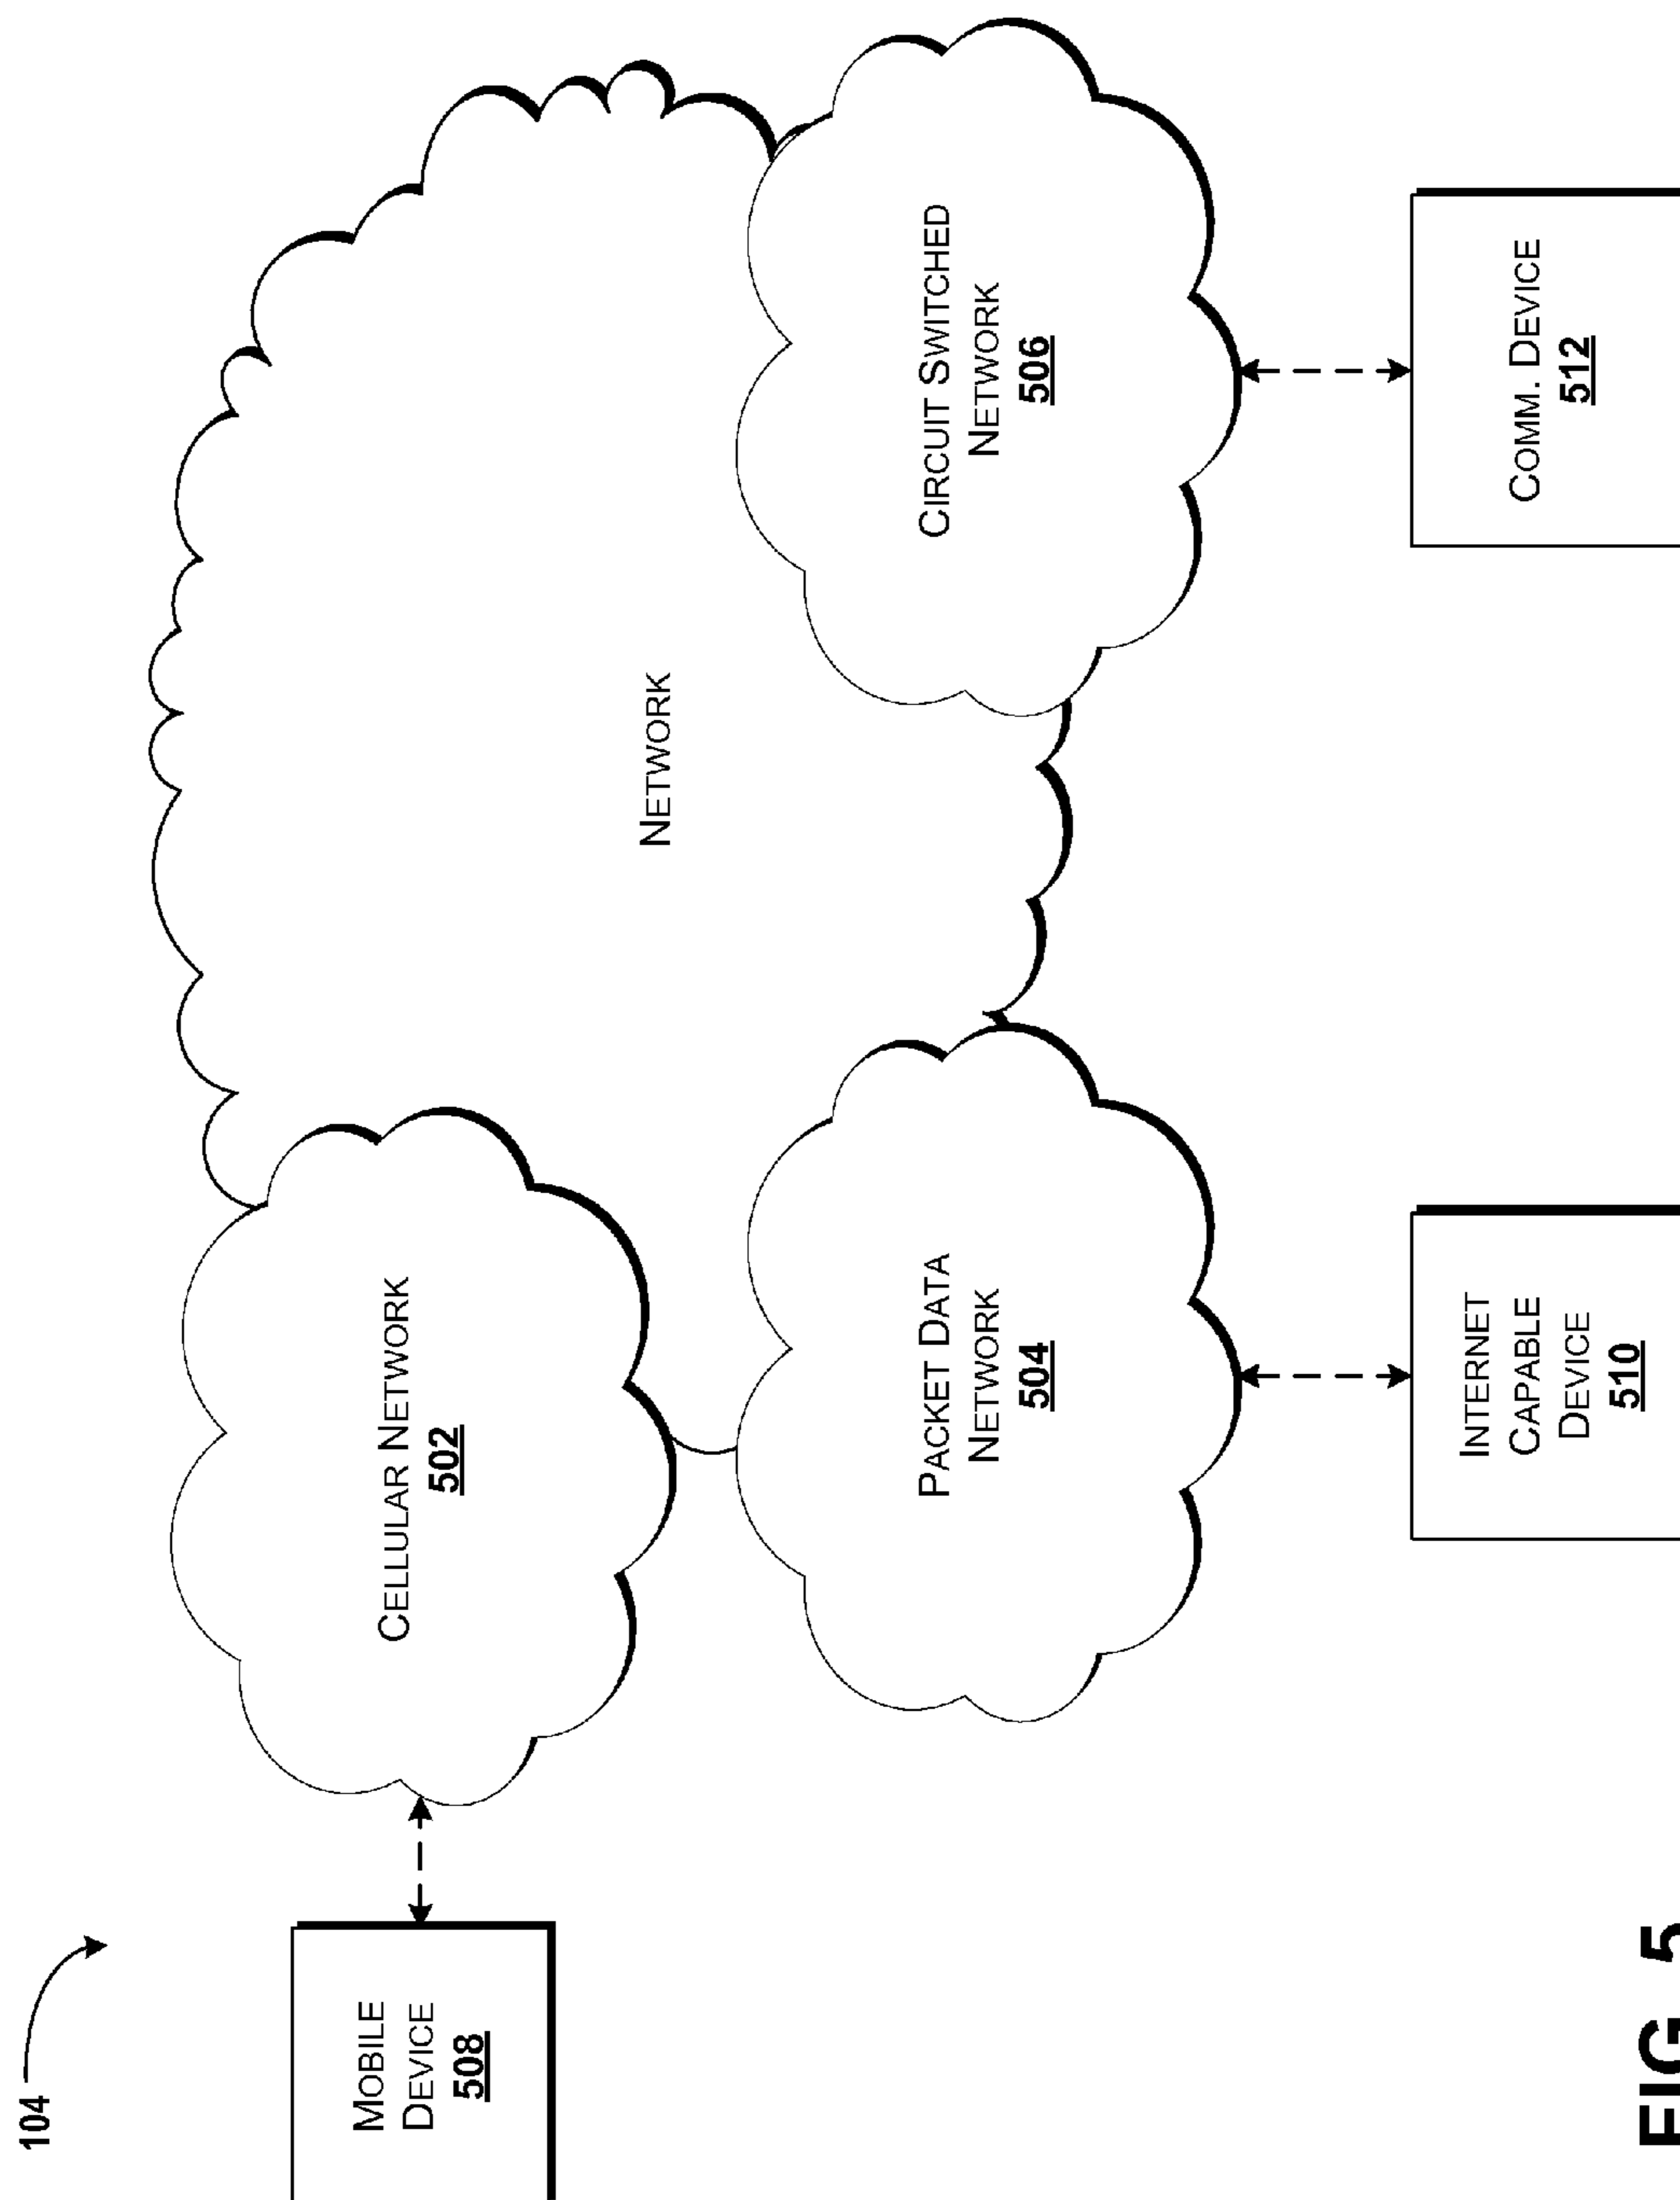 104
MOBILE
DEVICE
508
CELLULAR NETWORK
502
NETWORK
PACKET DATA
NETWORK
504
CIRCUIT SWITCHED
NETWORK
506
INTERNET
CAPABLE
DEVICE
510
COMM. DEVICE
512
FIG. 5